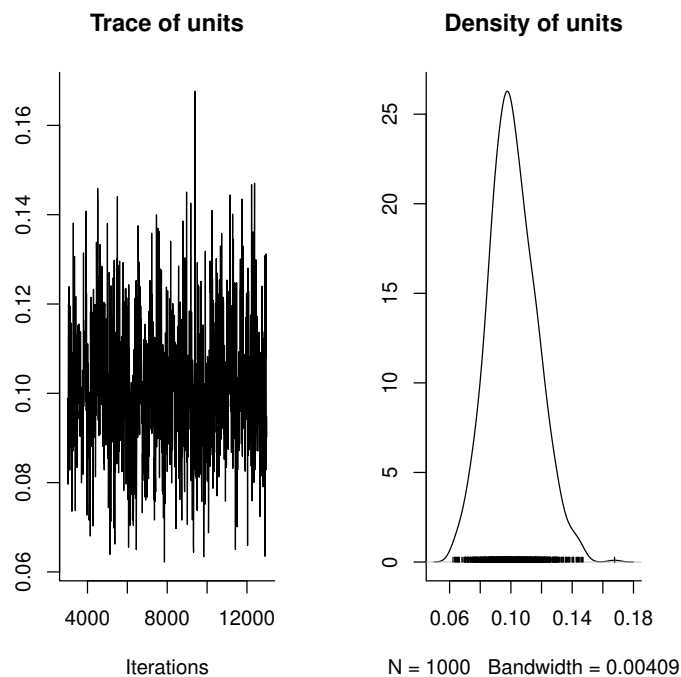 Trace of units
0.16
0.14
0.12
0.10
0.08
0.06
4000 8000 12000
Iterations
Density of units
25
20
15
10
5
0
0.06 0.10 0.14 0.18
N = 1000 Bandwidth = 0.00409